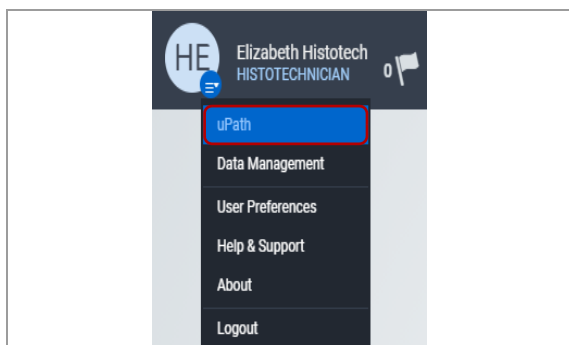 HE
Elizabeth Histotech
HISTOTECHNICIAN
0
uPath
Data Management
User Preferences
Help & Support
About
Logout